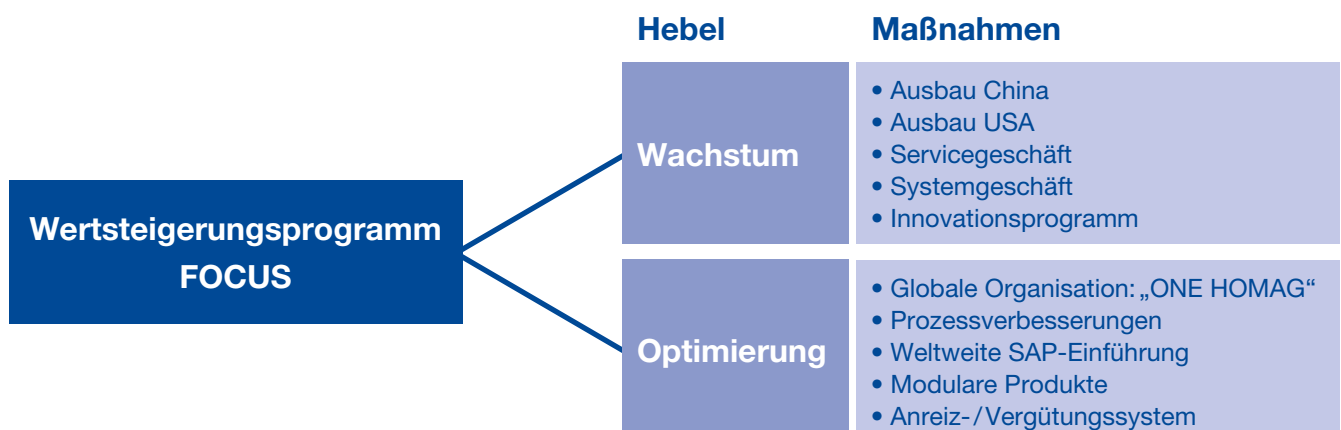 Hebel
Maßnahmen
Wertsteigerungsprogramm
FOCUS
Wachstum
• Ausbau China
• Ausbau USA
• Servicegeschäft
• Systemgeschäft
• Innovationsprogramm
Optimierung
• Globale Organisation: „ONE HOMAG“
• Prozessverbesserungen
• Weltweite SAP-Einführung
• Modulare Produkte
• Anreiz-/Vergütungssystem